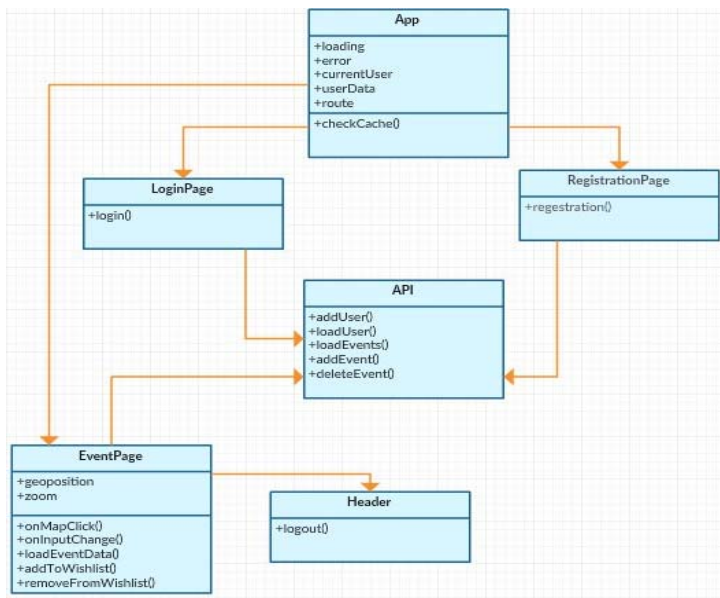 App
+loading
+error
+currentUser
+userData
+route
+checkCache()
LoginPage
+login()
RegistrationPage
+regestration()
API
+addUser()
+loadUser()
+loadEvents()
+addEvent()
+deleteEvent()
EventPage
+geoposition
+zoom
+onMapClick()
+onInputChange()
+loadEventData()
+addToWishlist()
+removeFromWishlist()
Header
+logout()